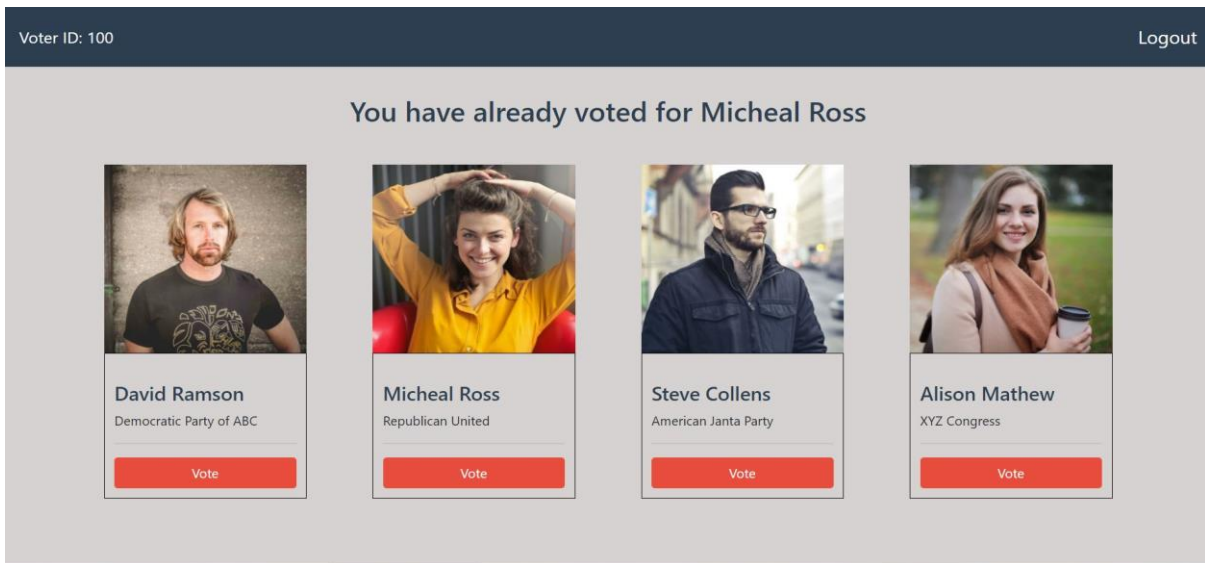 Voter ID: 100
Logout
You have already voted for Micheal Ross
David Ramson
Democratic Party of ABC
Vote
Micheal Ross
Republican United
Vote
Steve Collens
American Janta Party
Vote
Alison Mathew
XYZ Congress
Vote